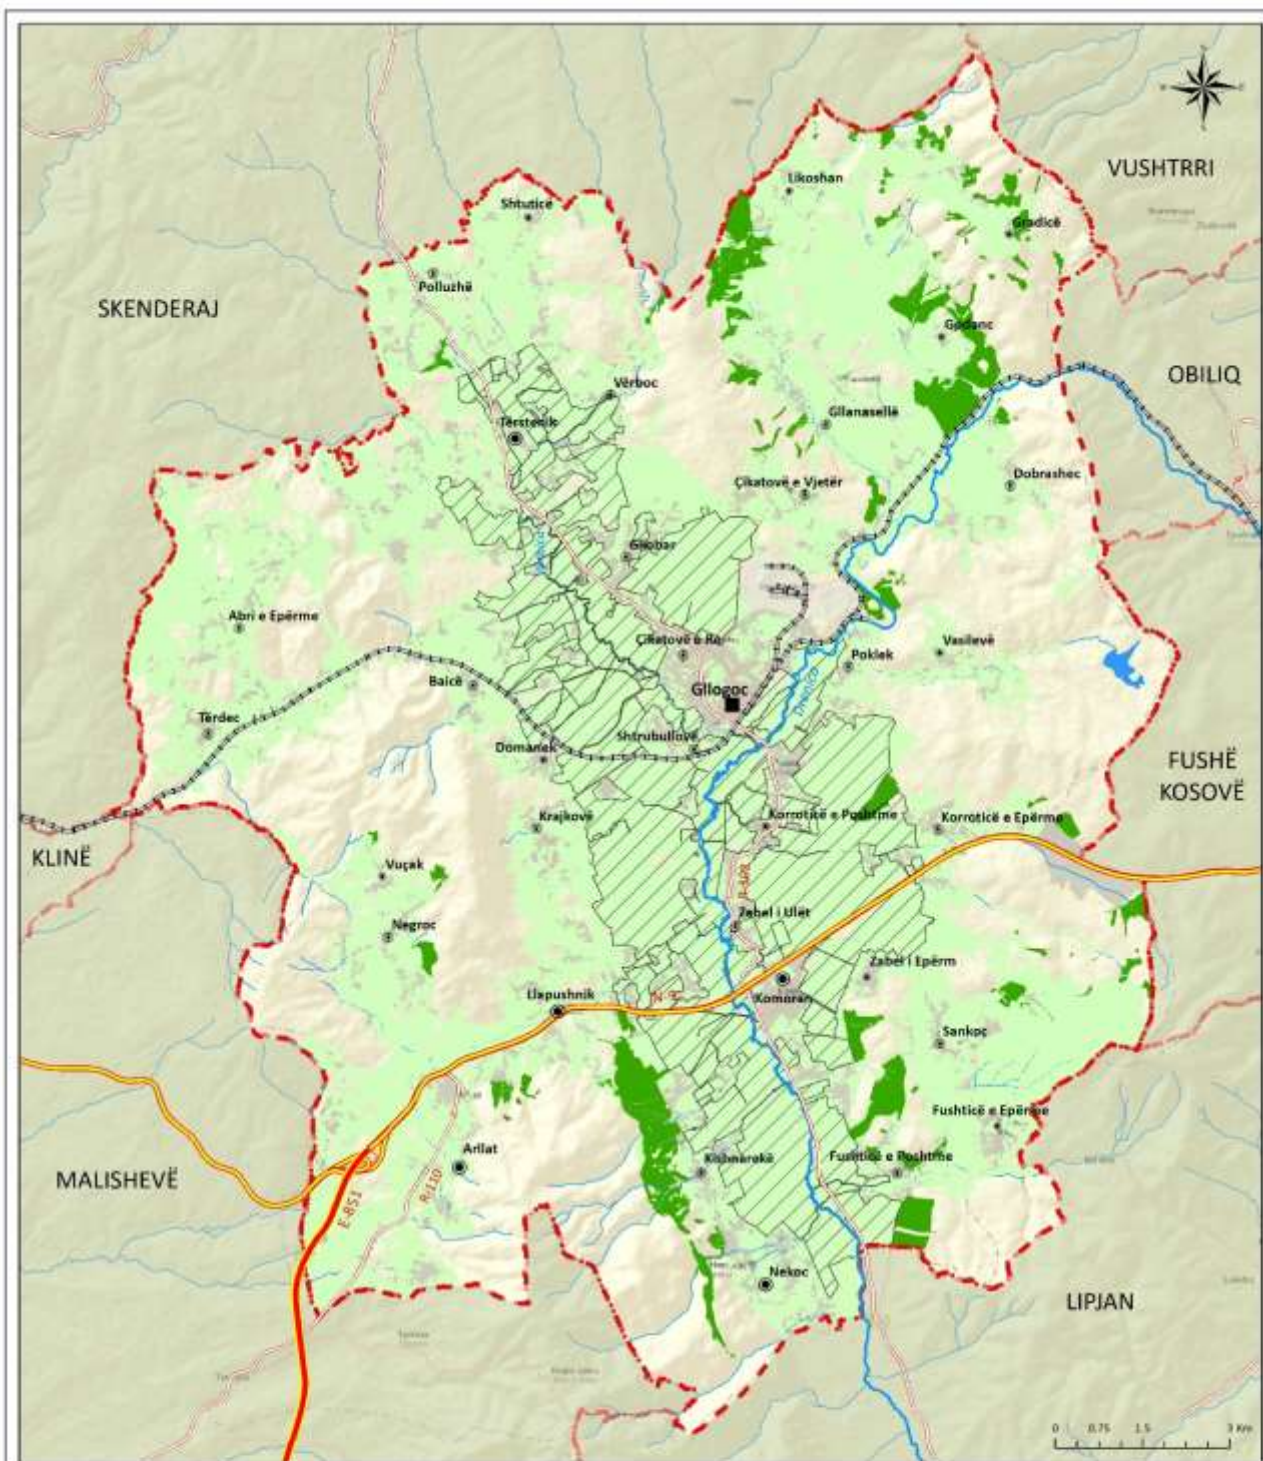 VUSHTRRI
Likoshan
Shtuticë
Gradicë
Polluzhë
SKENDERAJ
Godanc
OBILIQ
Vërboc
Gllanasellë
Tërstenik
Dobrashec
Çikatovë e Vjetër
Gllobar
Abri e Epërme
Çikatovë e Re
Vasilevë
Poklek
Baicë
Gllogoc
Drenica
Tërdec
Shtrubullovë
Domanek
FUSHË
KOSOVË
Krajkovë
Korroticë e Poshtme
Korroticë e Epërme
KLINË
Vuçak
Zabel i Ulët
Negroc
Zabel i Epërm
Llapushnik
N-9
Komoran
Sankoc
Fushticë e Epërme
Arllat
Kishnarekë
Fushticë e Poshtme
MALISHEVË
R-110
E-851
Nekoc
LIPJAN
0 0.75 1.5 3 Km